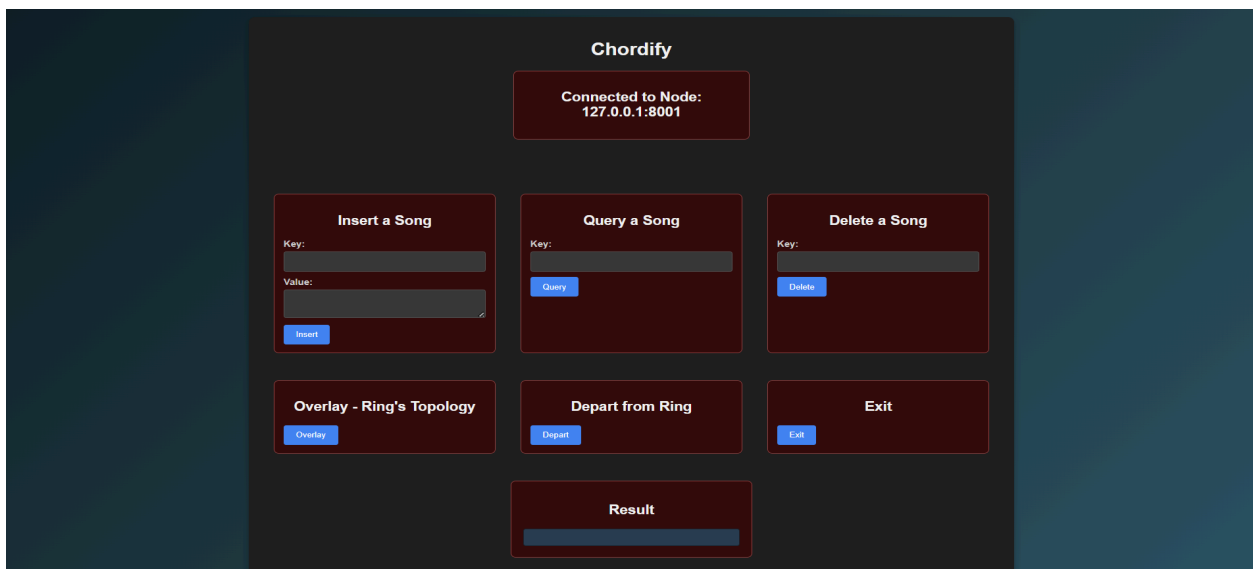 Chordify
Connected to Node:
127.0.0.1:8001
Insert a Song
Key:
Value:
Insert
Query a Song
Key:
Query
Delete a Song
Key:
Delete
Overlay - Ring's Topology
Overlay
Depart from Ring
Depart
Exit
Exit
Result